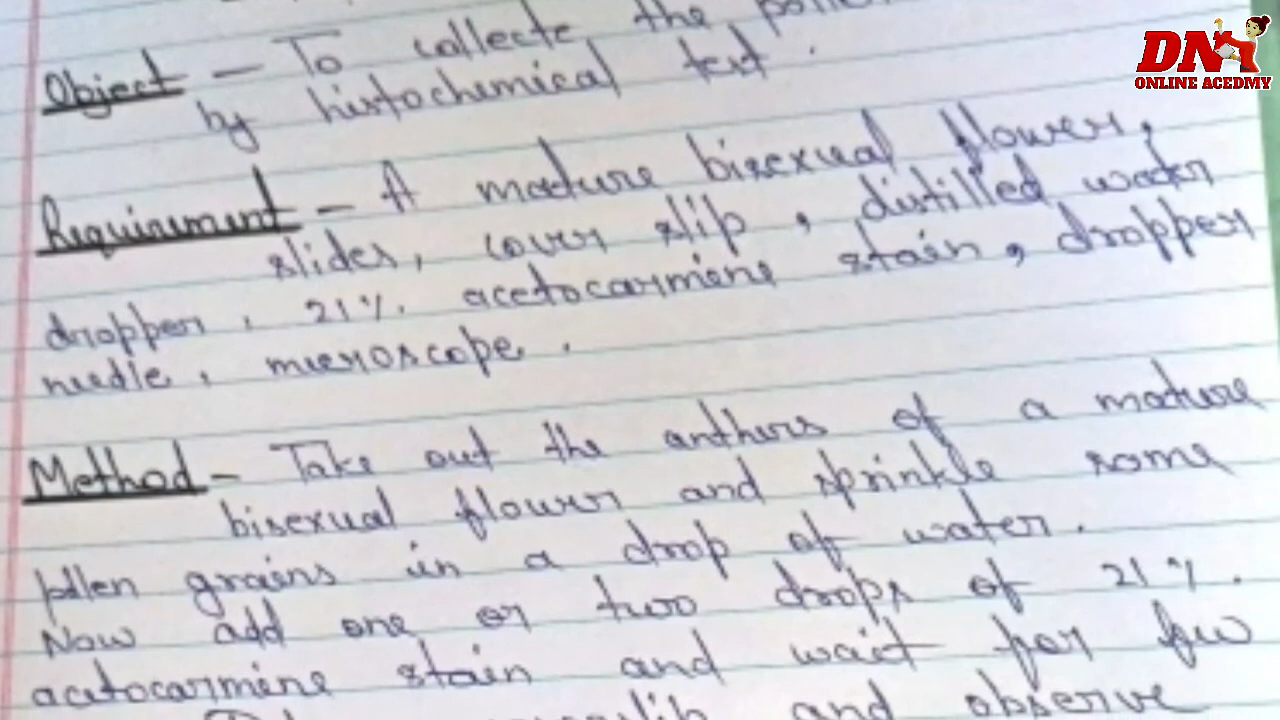 DN
ONLINE ACEDMY
Object - To collecte the
by histochemical test.
Requirement - A mature bisexual flower,
slides, cover slip, distilled water
dropper, 21%. acetocarmine stain, dropper
needle, microscope.
Method - Take out the anthers of a mature
bisexual flower and sprinkle some
pollen grains in a drop of water.
Now add one or two drops of 21%.
acetocarmine stain and wait for few
and observe